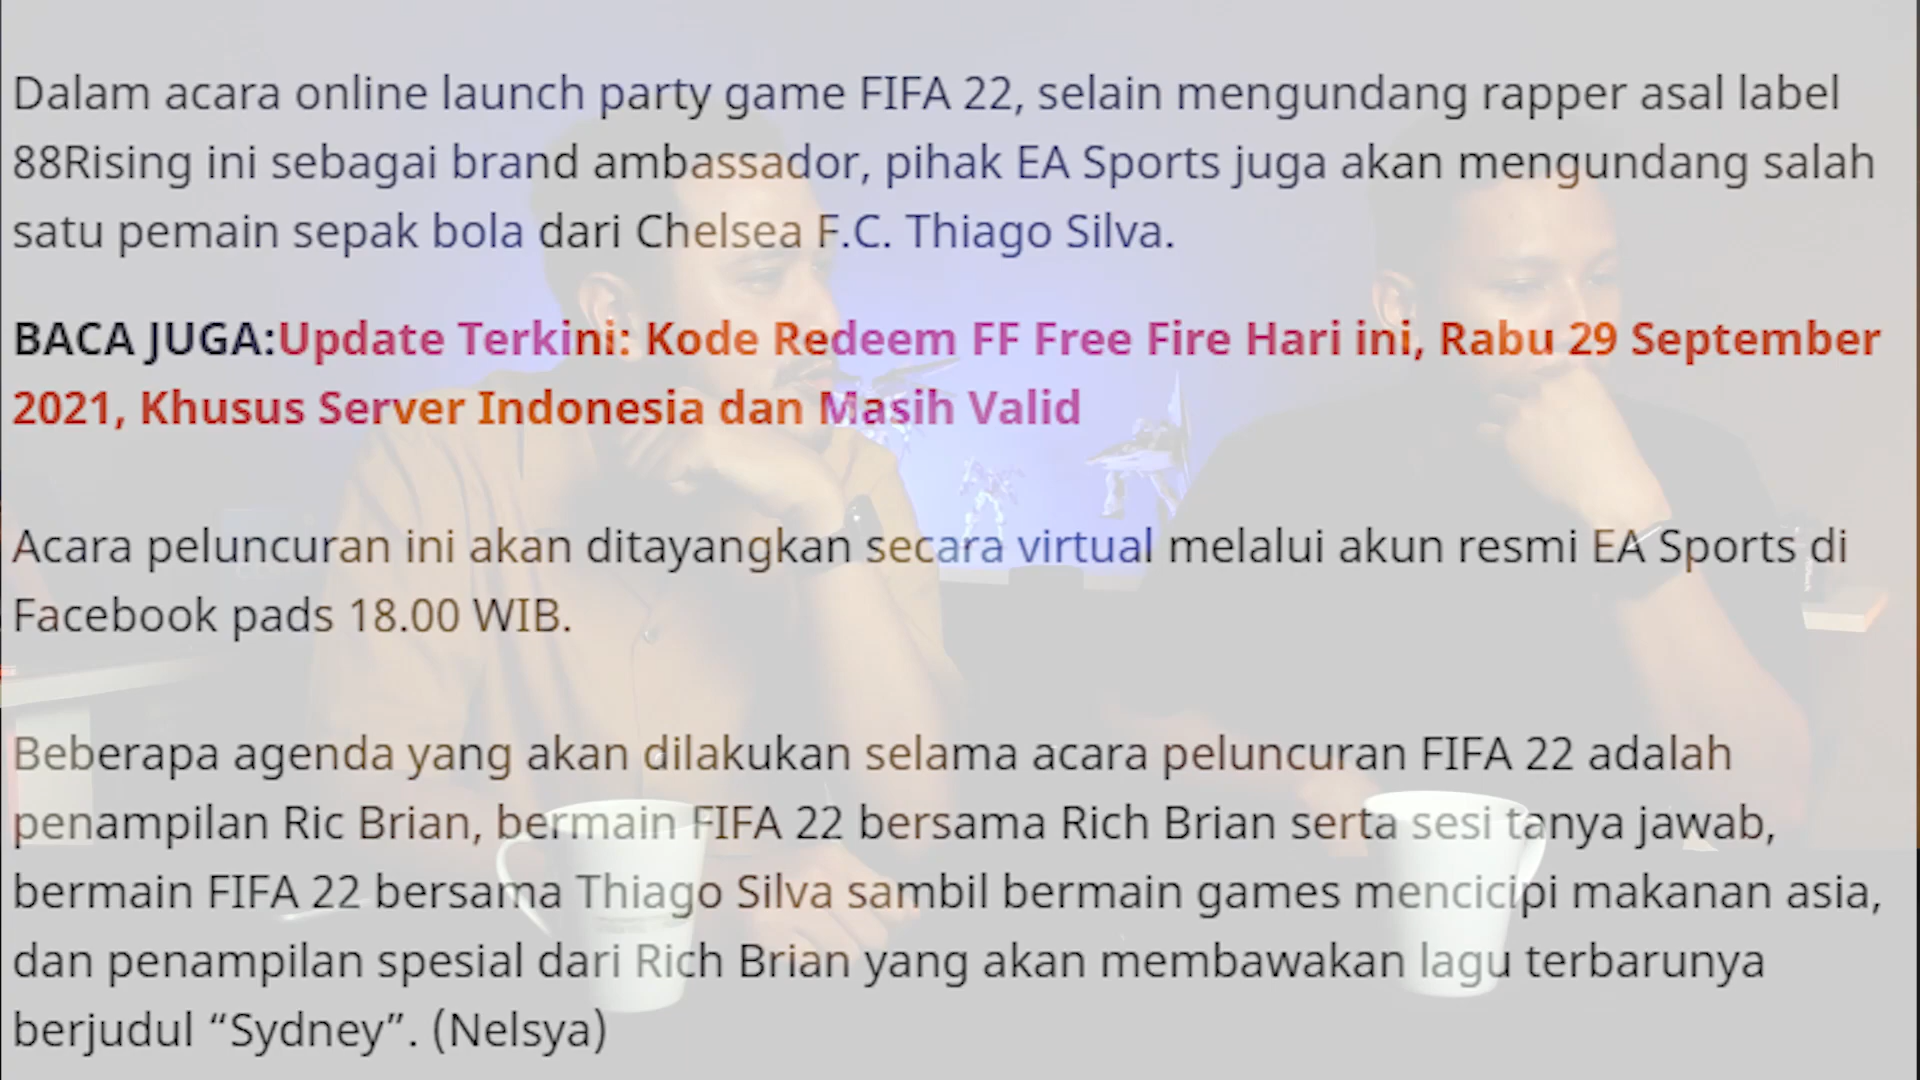 Dalam acara online launch party game FIFA 22, selain mengundang rapper asal label
88Rising ini sebagai brand ambassador, pihak EA Sports juga akan mengundang salah
satu pemain sepak bola dari Chelsea F.C. Thiago Silva.
BACA JUGA:Update Terkini: Kode Redeem FF Free Fire Hari ini, Rabu 29 September
2021, Khusus Server Indonesia dan Masih Valid
Acara peluncuran ini akan ditayangkan secara virtual melalui akun resmi EA Sports di
Facebook pads 18.00 WIB.
Beberapa agenda yang akan dilakukan selama acara peluncuran FIFA 22 adalah
penampilan Ric Brian, bermain FIFA 22 bersama Rich Brian serta sesi tanya jawab,
bermain FIFA 22 bersama Thiago Silva sambil bermain games mencicipi makanan asia,
dan penampilan spesial dari Rich Brian yang akan membawakan lagu terbarunya
berjudul “Sydney”. (Nelsya)